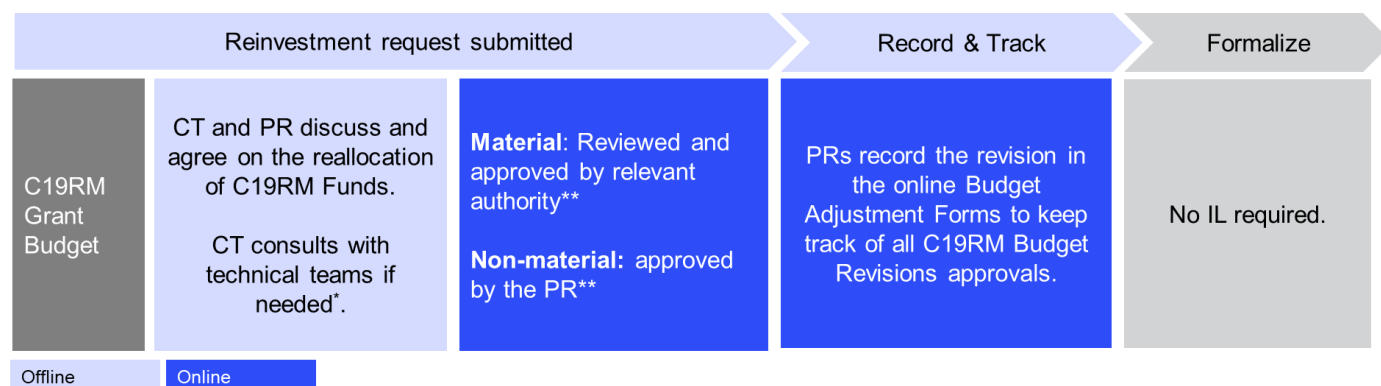 Reinvestment request submitted
Record & Track
Formalize
C19RM
Grant
Budget
CT and PR discuss and
agree on the reallocation
of C19RM Funds.
CT consults with
technical teams if
needed*.
Material: Reviewed and
approved by relevant
authority**
Non-material: approved
by the PR**
PRs record the revision in
the online Budget
Adjustment Forms to keep
track of all C19RM Budget
Revisions approvals.
No IL required.
Offline
Online